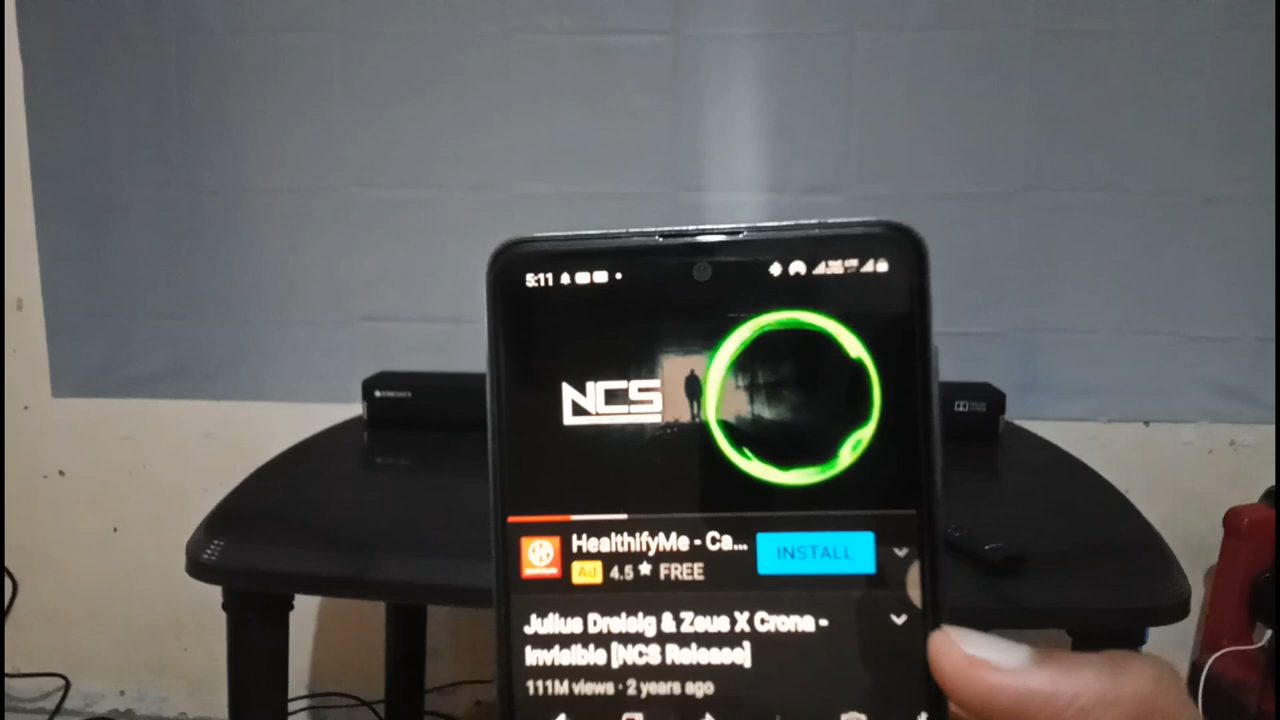 5:11
NCS
HealthifyMe - Ca...
Ad 4.5 FREE
INSTALL
Julius Dreisig & Zeus X Crona -
Invisible [NCS Release]
111M views · 2 years ago